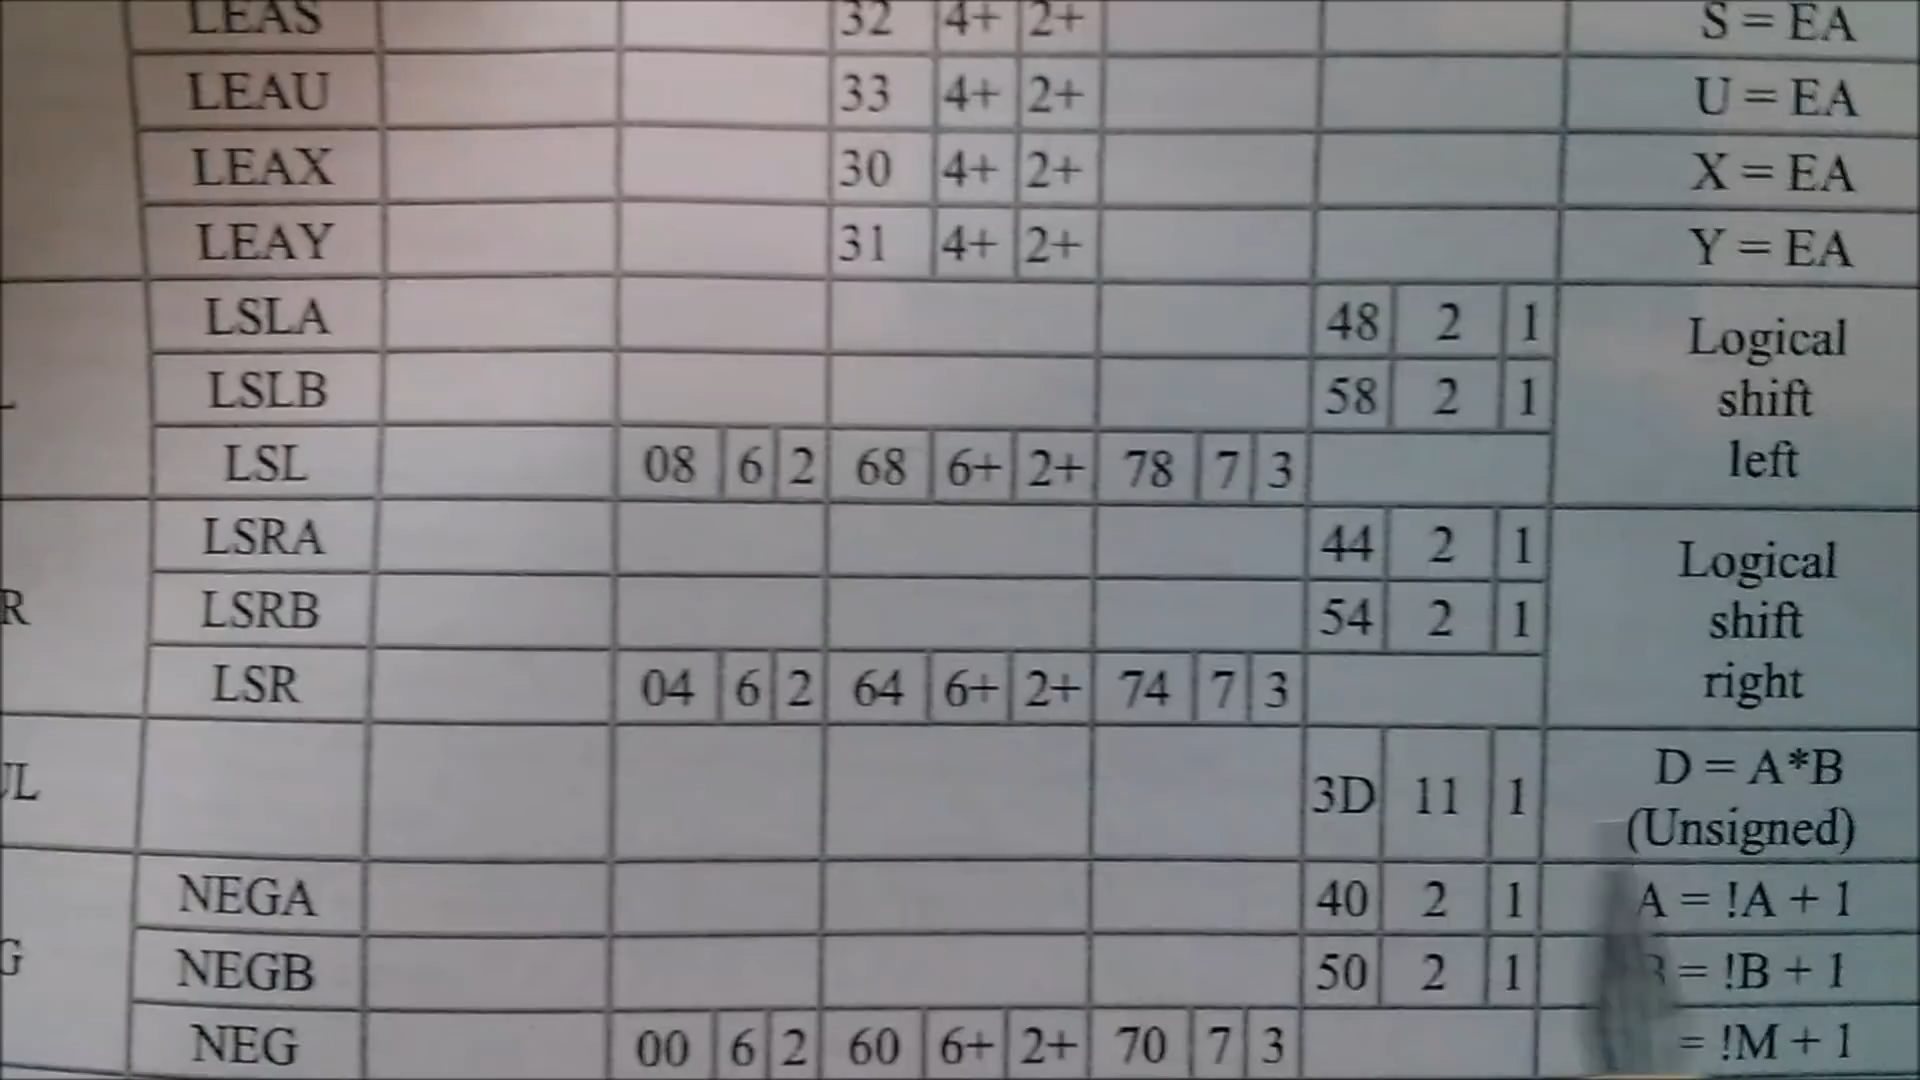 LEAS 32 4+ 2+ S = EA
LEAU 33 4+ 2+ U = EA
LEAX 30 4+ 2+ X = EA
LEAY 31 4+ 2+ Y = EA
LSLA 48 2 1 Logical
LSLB 58 2 1 shift
LSL 08 6 2 68 6+ 2+ 78 7 3 left
LSRA 44 2 1 Logical
R LSRB 54 2 1 shift
LSR 04 6 2 64 6+ 2+ 74 7 3 right
UL 3D 11 1 D = A*B
(Unsigned)
NEGA 40 2 1 A = !A + 1
G NEGB 50 2 1 B = !B + 1
NEG 00 6 2 60 6+ 2+ 70 7 3 = !M + 1